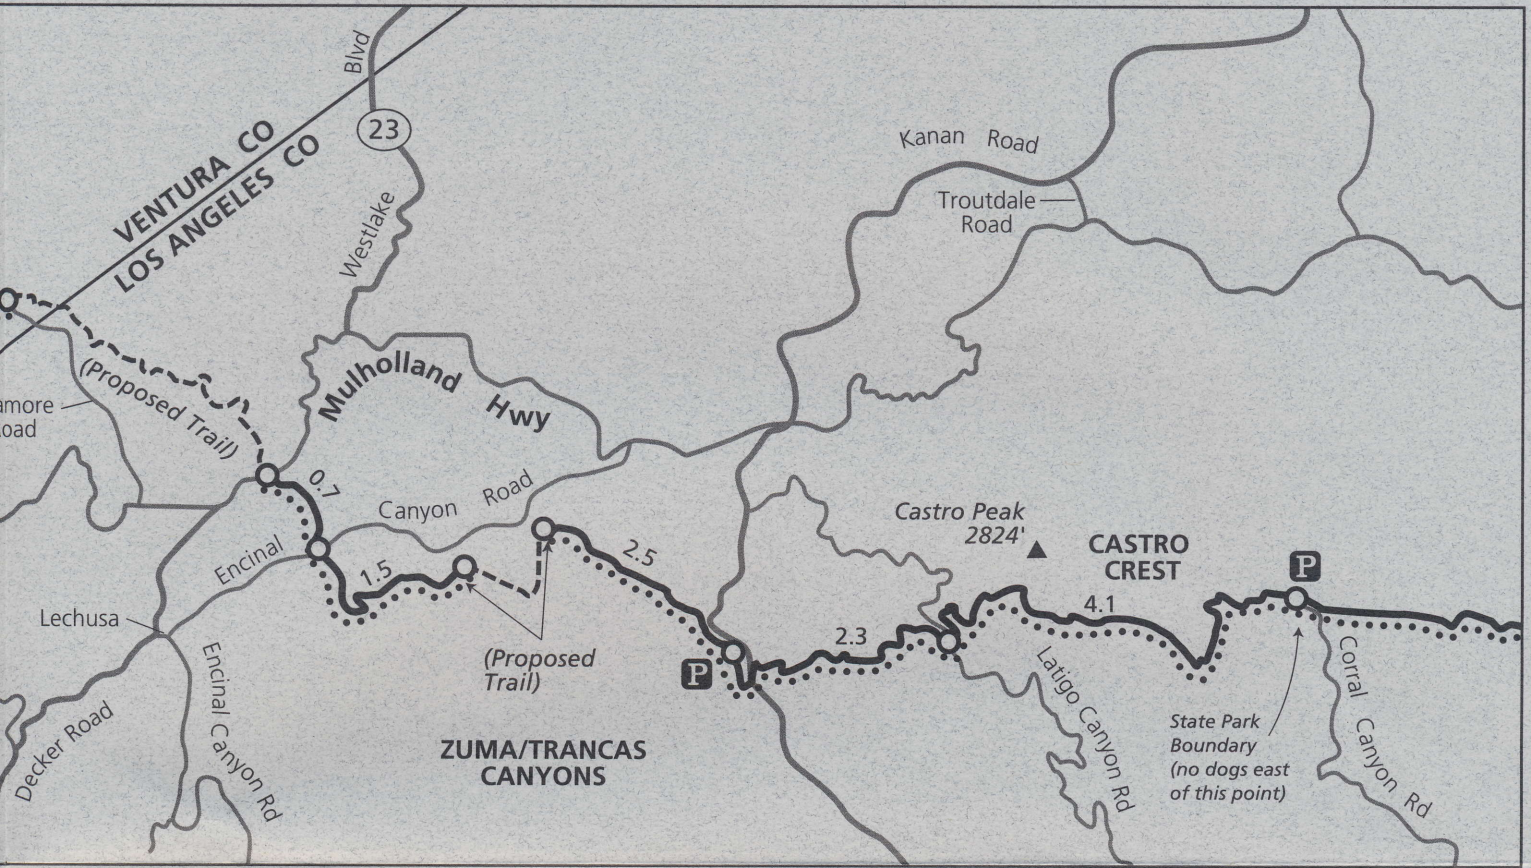 Blvd
23
Westlake
VENTURA CO
LOS ANGELES CO
Kanan Road
Troutdale
Road
(Proposed Trail)
Mulholland Hwy
amore
oad
0.7
Canyon Road
Encinal
1.5
2.5
Castro Peak
2824'
CASTRO
CREST
P
4.1
2.3
Lechusa
(Proposed
Trail)
P
Encinal Canyon Rd
Decker Road
ZUMA/TRANCAS
CANYONS
Latigo Canyon Rd
State Park
Boundary
(no dogs east
of this point)
Corral Canyon Rd